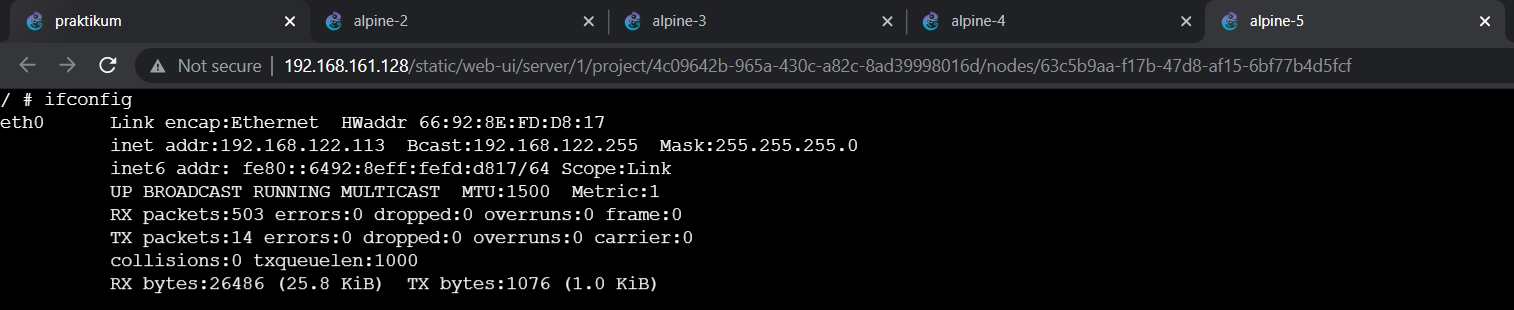 praktikum alpine-2 alpine-3 alpine-4 alpine-5
Not secure 192.168.161.128/static/web-ui/server/1/project/4c09642b-965a-430c-a82c-8ad39998016d/nodes/63c5b9aa-f17b-47d8-af15-6bf77b4d5fcf
/ # ifconfig
eth0 Link encap:Ethernet HWaddr 66:92:8E:FD:D8:17
inet addr:192.168.122.113 Bcast:192.168.122.255 Mask:255.255.255.0
inet6 addr: fe80::6492:8eff:fefd:d817/64 Scope:Link
UP BROADCAST RUNNING MULTICAST MTU:1500 Metric:1
RX packets:503 errors:0 dropped:0 overruns:0 frame:0
TX packets:14 errors:0 dropped:0 overruns:0 carrier:0
collisions:0 txqueuelen:1000
RX bytes:26486 (25.8 KiB) TX bytes:1076 (1.0 KiB)